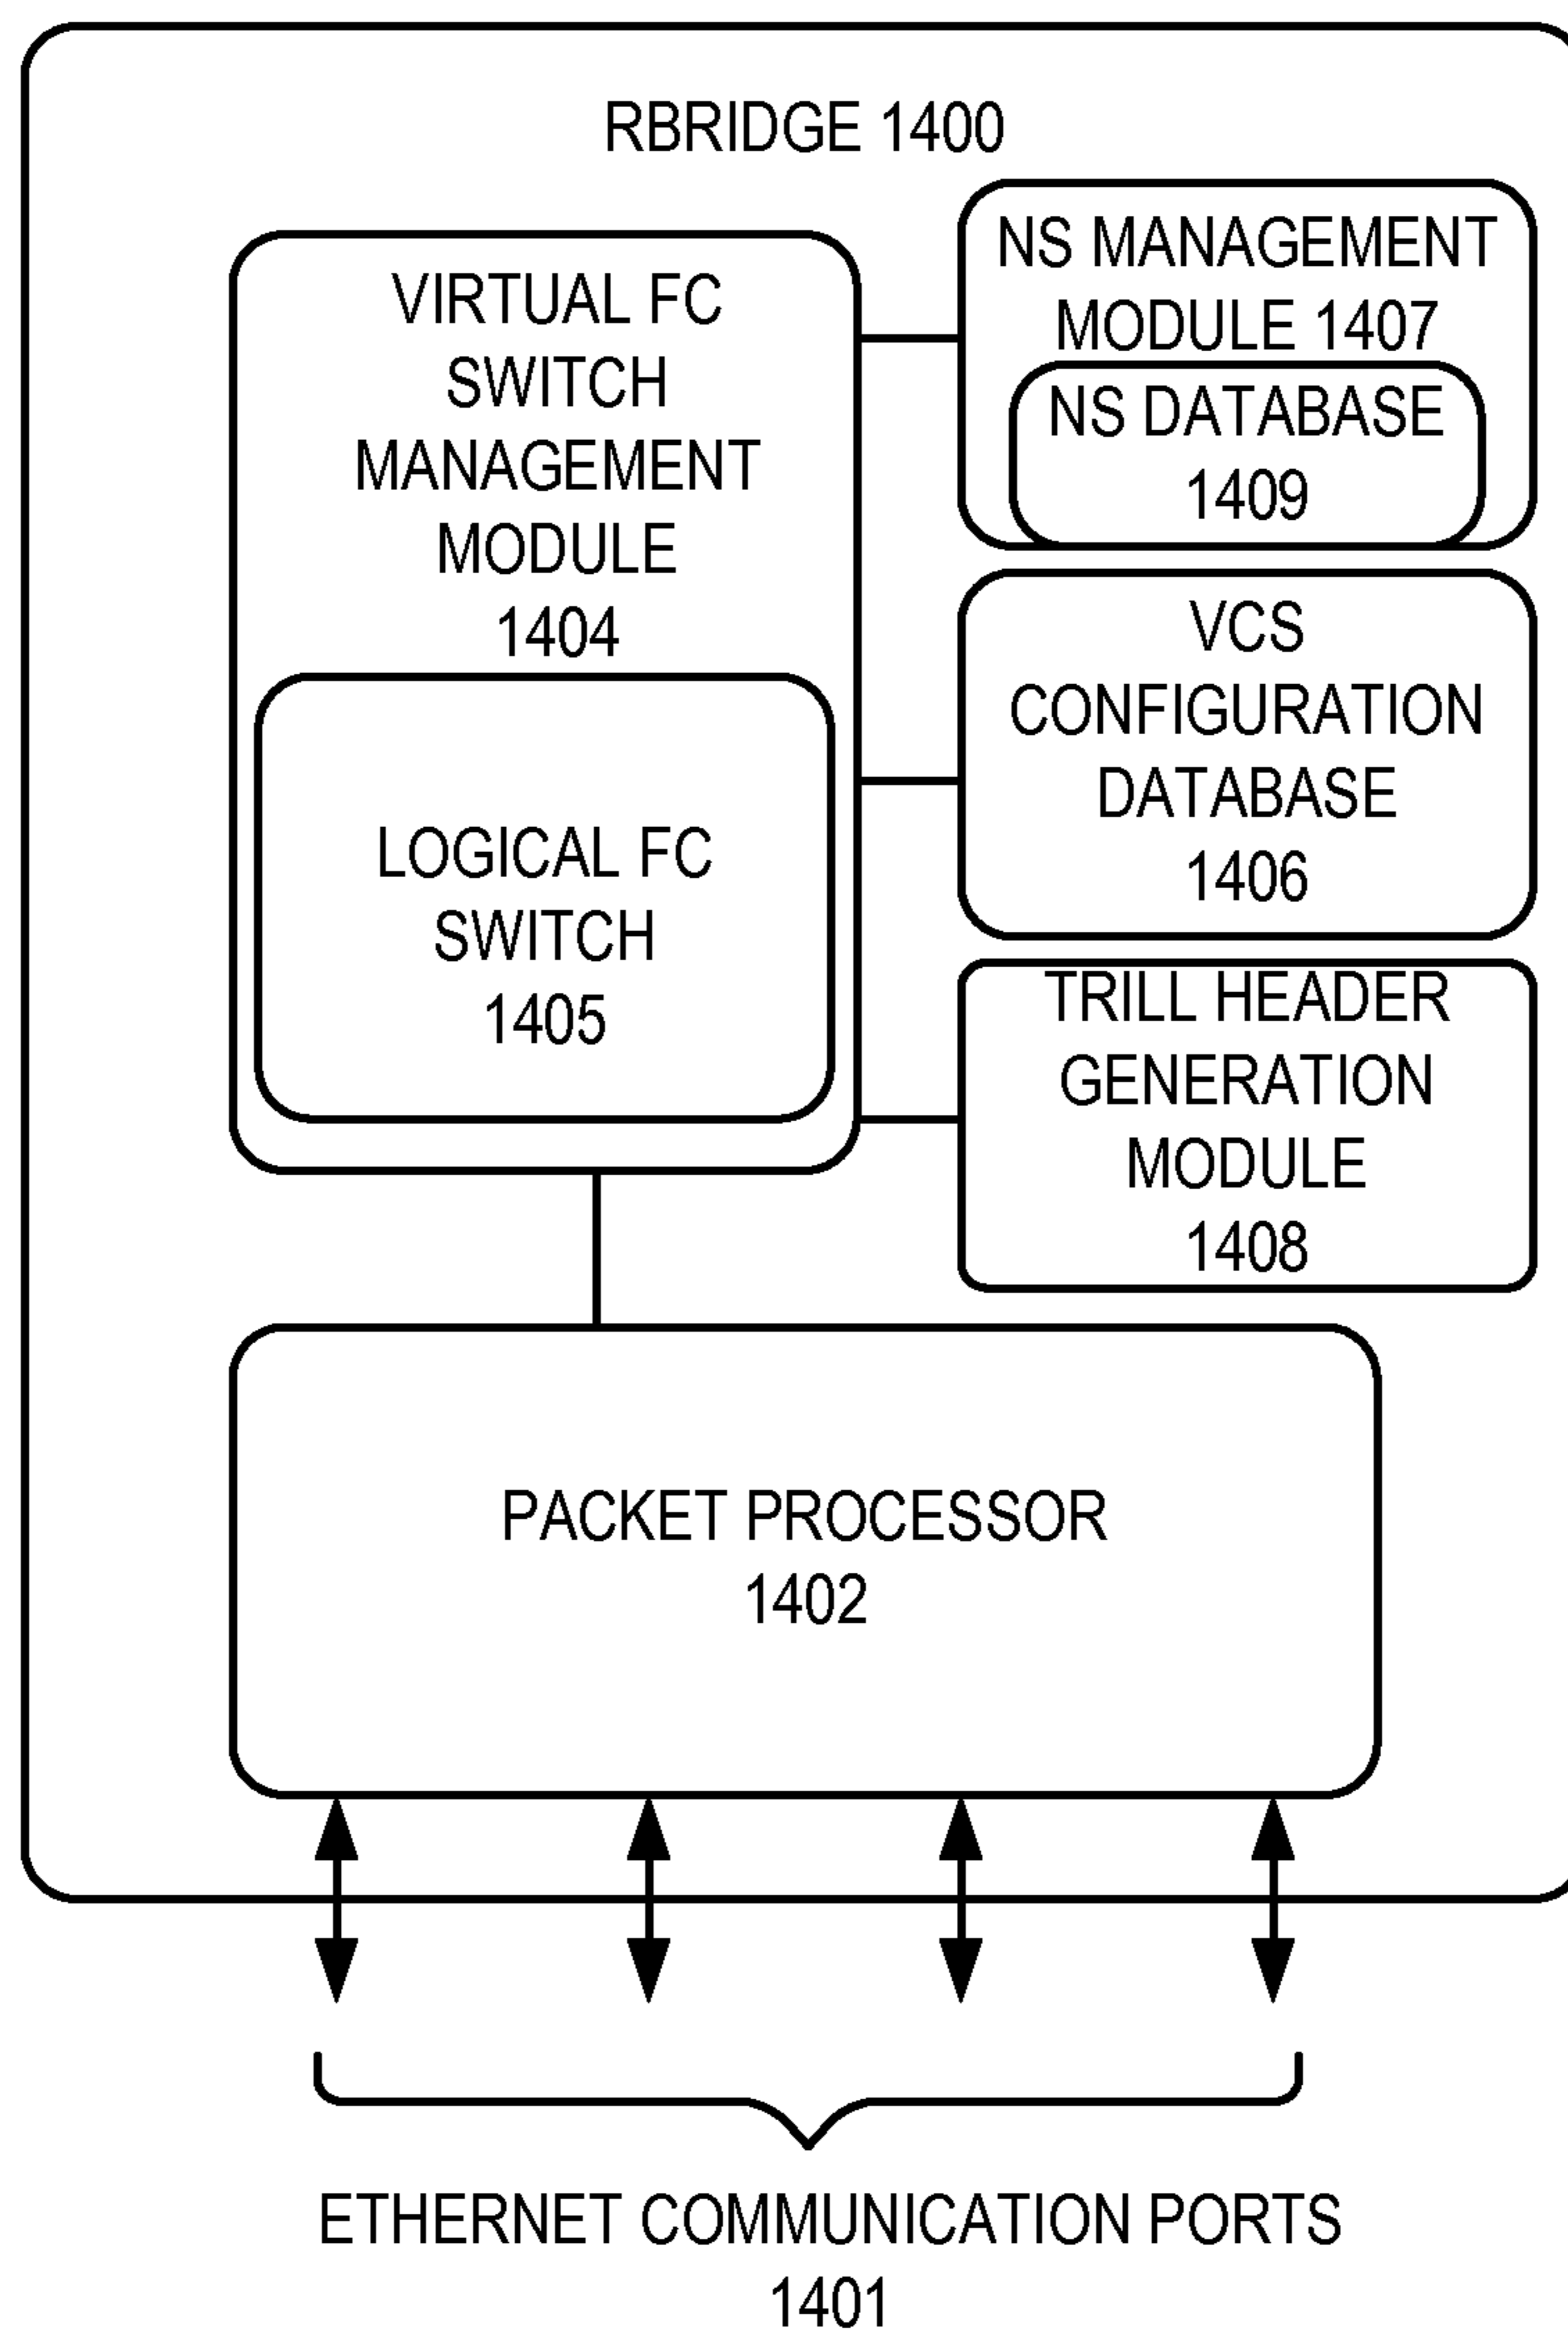 RBRIDGE 1400
VIRTUAL FC
SWITCH
MANAGEMENT
MODULE
1404
LOGICAL FC
SWITCH
1405
NS MANAGEMENT
MODULE 1407
NS DATABASE
1409
VCS
CONFIGURATION
DATABASE
1406
TRILL HEADER
GENERATION
MODULE
1408
PACKET PROCESSOR
1402
ETHERNET COMMUNICATION PORTS
1401